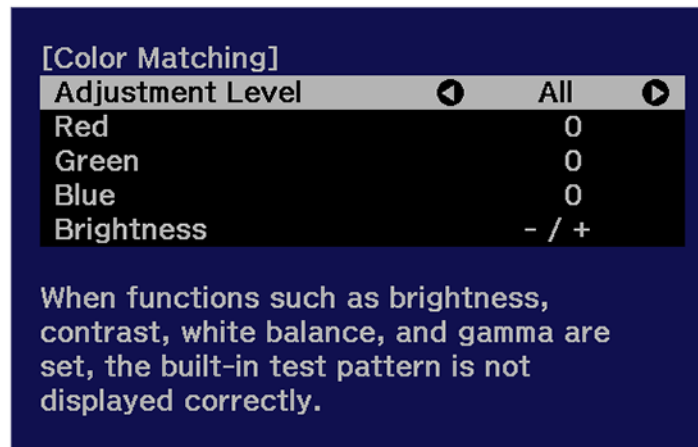 [Color Matching]
Adjustment Level All
Red 0
Green 0
Blue 0
Brightness - / +
When functions such as brightness,
contrast, white balance, and gamma are
set, the built-in test pattern is not
displayed correctly.